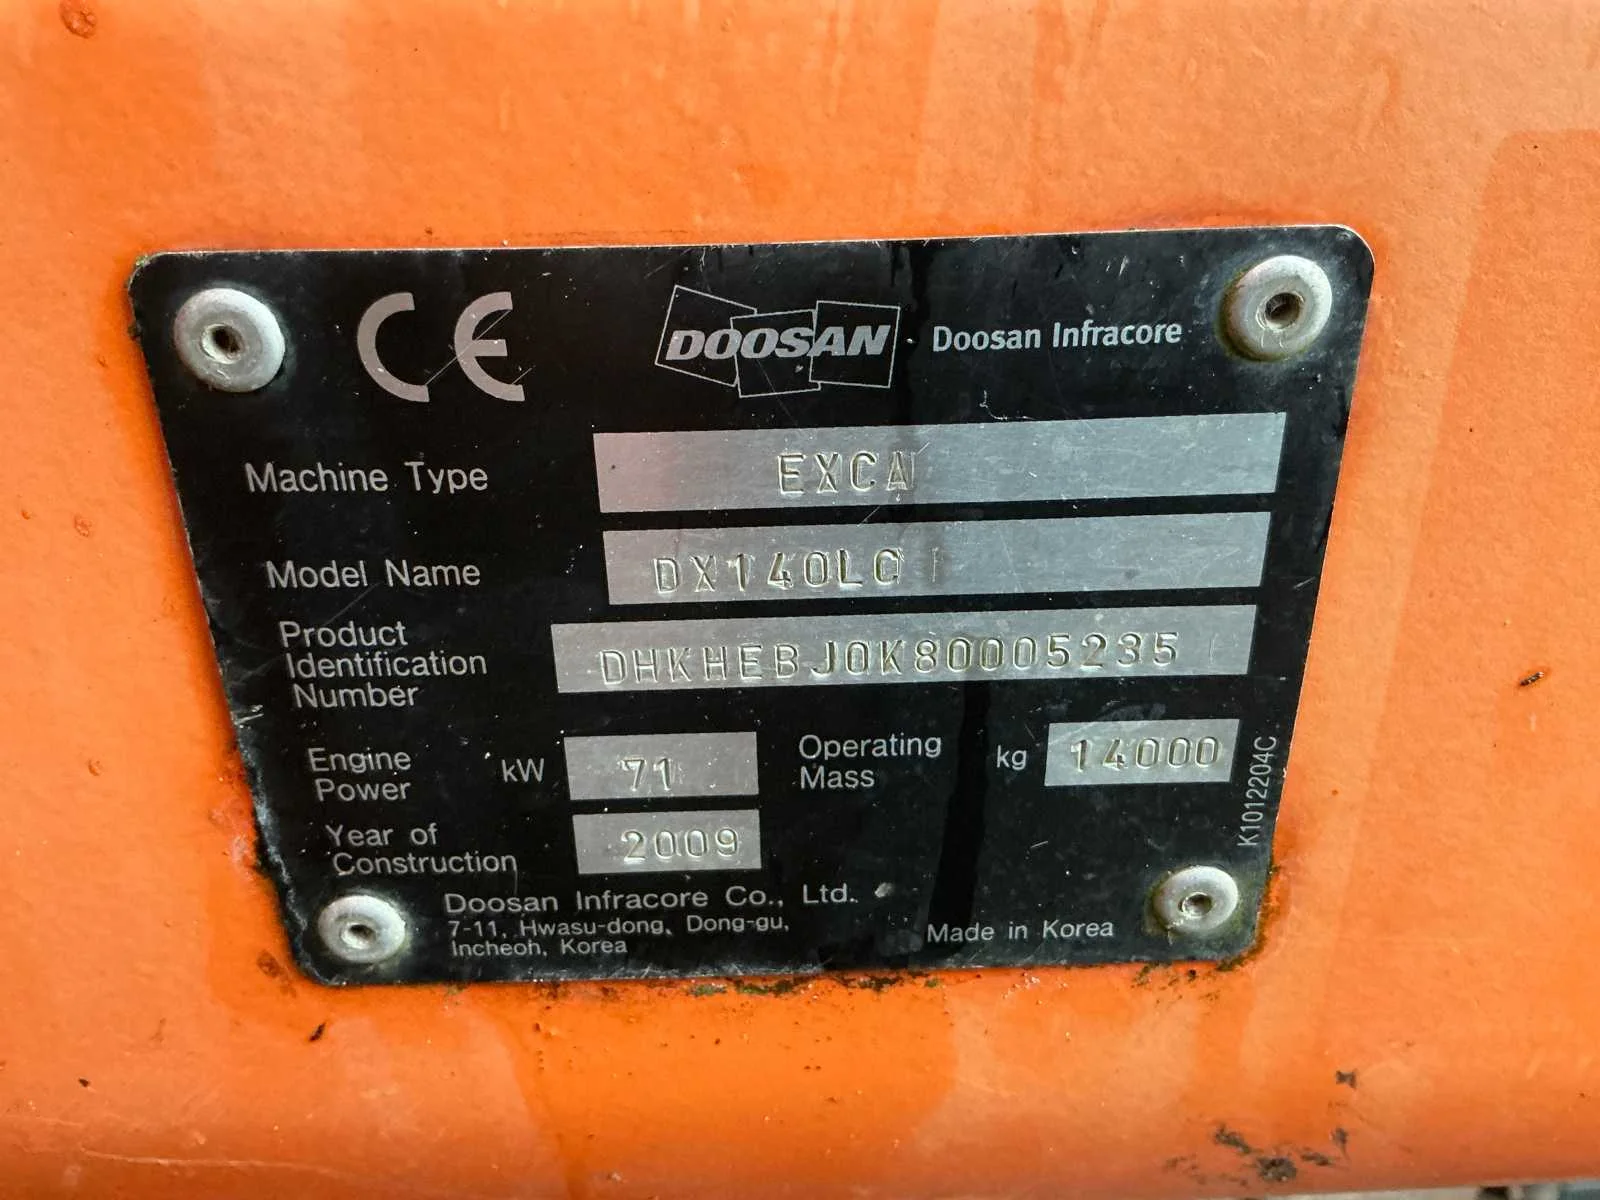 CE DOOSAN Doosan Infracore
Machine Type EXCA
Model Name DX140LC
Product
Identification
Number
DHKHEBJ0K80005235
Engine
Power
kW 71
Operating
Mass
kg 14000
Year of
Construction
2009
K1012204C
Doosan Infracore Co., Ltd.
7-11, Hwasu-dong, Dong-gu,
Incheoh, Korea
Made in Korea